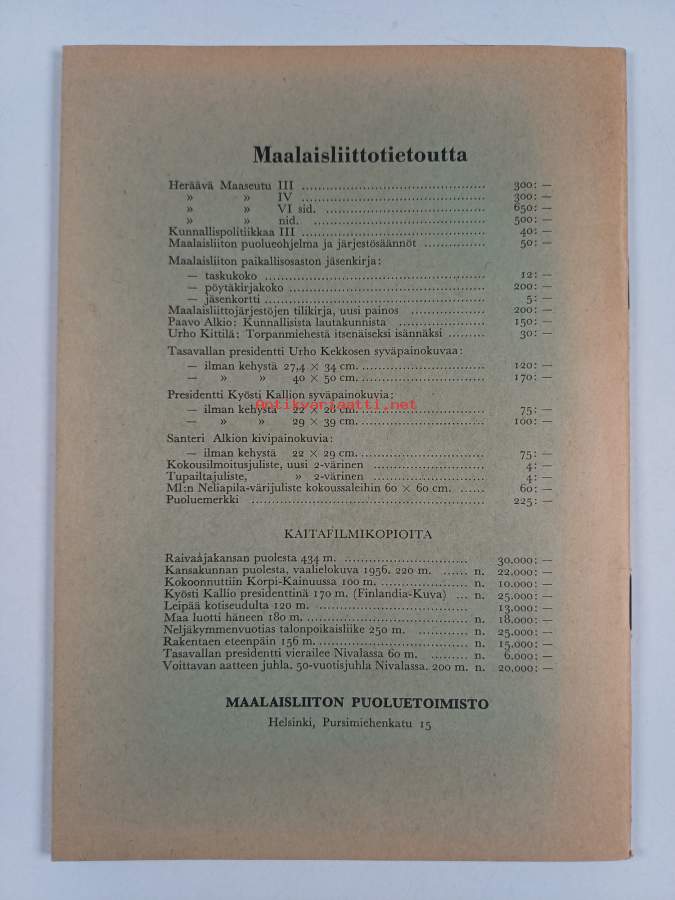 Maalaisliittotietoutta
Heräävä Maaseutu III ........ 300: —
» » IV ........ 300: —
» » VI sid. ........ 650: —
» » nid. ........ 500: —
Kunnallispolitiikkaa III ........ 40: —
Maalaisliiton puolueohjelma ja järjestösäännöt ........ 50: —
Maalaisliiton paikallisosaston jäsenkirja:
— taskukoko ........ 12: —
— pöytäkirjakoko ........ 200: —
— jäsenkortti ........ 5: —
Maalaisliittojärjestöjen tilikirja, uusi painos ........ 200: —
Paavo Alkio: Kunnallisista lautakunnista ........ 150: —
Urho Kittilä: Torpanmiehestä itsenäiseksi isännäksi ........ 30: —
Tasavallan presidentti Urho Kekkosen syväpainokuvaa:
— ilman kehystä 27,4 × 34 cm. ........ 120: —
— » » 40 × 50 cm. ........ 170: —
Presidentti Kyösti Kallion syväpainokuvia:
Antikvariaatti.net
— ilman kehystä 22 × 28 cm. ........ 75: —
— » » 29 × 39 cm. ........ 100: —
Santeri Alkion kivipainokuvia:
— ilman kehystä 22 × 29 cm. ........ 75: —
Kokousilmoitusjuliste, uusi 2-värinen ........ 4: —
Tupailtajuliste, » 2-värinen ........ 4: —
Ml:n Neliapila-värijuliste kokoussaleihin 60 × 60 cm. ...... 60: —
Puoluemerkki ........ 225: —
KAITAFILMIKOPIOITA
Raivaajakansan puolesta 434 m. ........ 30.000: —
Kansakunnan puolesta, vaalielokuva 1956. 220 m. ...... n. 22.000: —
Kokoonnuttiin Korpi-Kainuussa 100 m. ........ n. 10.000: —
Kyösti Kallio presidenttinä 170 m. (Finlandia-Kuva) ... n. 25.000: —
Leipää kotiseudulta 120 m. ........ 13.000: —
Maa luotti häneen 180 m. ........ n. 18.000: —
Neljäkymmenvuotias talonpoikaisliike 250 m. ........ n. 25.000: —
Rakentaen eteenpäin 156 m. ........ n. 15.000: —
Tasavallan presidentti vierailee Nivalassa 60 m. ........ n. 6.000: —
Voittavan aatteen juhla. 50-vuotisjuhla Nivalassa. 200 m. n. 20.000: —
MAALAISLIITON PUOLUETOIMISTO
Helsinki, Pursimiehenkatu 15